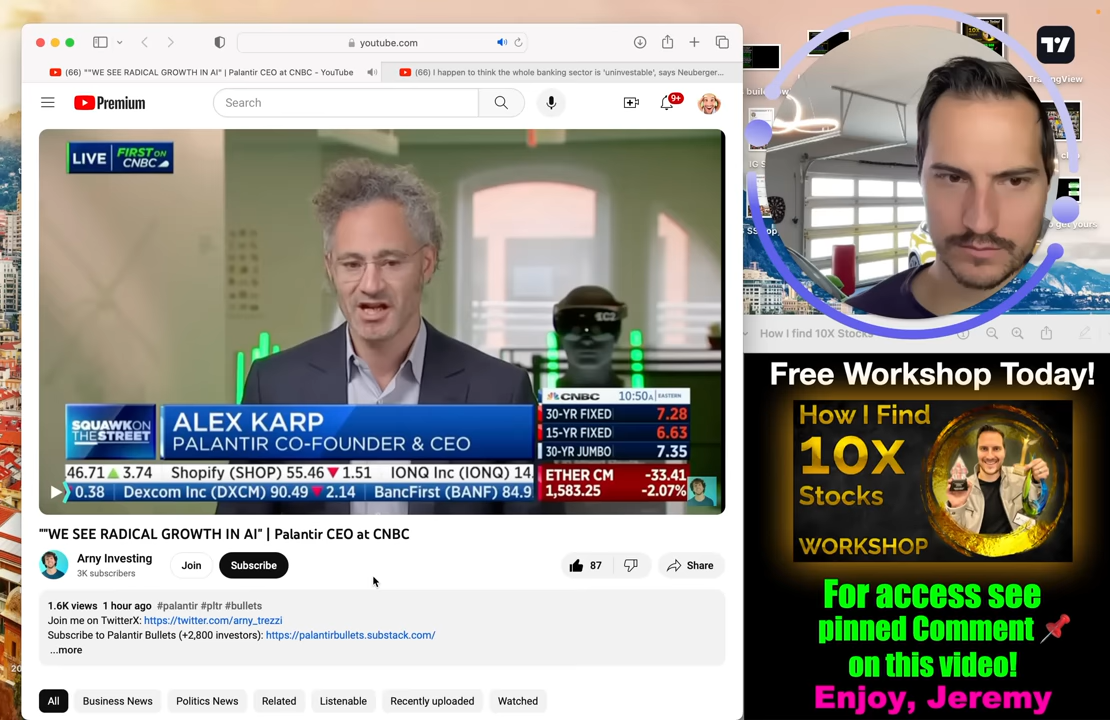 youtube.com
(66) ""WE SEE RADICAL GROWTH IN AI" | Palantir CEO at CNBC - YouTube
(66) I happen to think the whole banking sector is 'uninvestable', says Neuberger...
Premium
Search
9+
LIVE FIRST ON CNBC
CNBC 10:50A EASTERN
30-YR FIXED 7.28
15-YR FIXED 6.63
30-YR JUMBO 7.35
SQUAWK ON THE STREET
ALEX KARP
PALANTIR CO-FOUNDER & CEO
46.71 ▲ 3.74 Shopify (SHOP) 55.46 ▼ 1.51 IONQ Inc (IONQ) 14.
0.38 Dexcom Inc (DXCM) 90.49 ▼ 2.14 BancFirst (BANF) 84.9
ETHER CM -33.41
1,583.25 -2.07%
""WE SEE RADICAL GROWTH IN AI" | Palantir CEO at CNBC
Arny Investing
3K subscribers
Join
Subscribe
87
Share
1.6K views 1 hour ago #palantir #pltr #bullets
Join me on TwitterX: https://twitter.com/arny_trezzi
Subscribe to Palantir Bullets (+2,800 investors): https://palantirbullets.substack.com/
...more
All
Business News
Politics News
Related
Listenable
Recently uploaded
Watched
TradingView
How I find 10X Stocks
Free Workshop Today!
How I Find
10X
Stocks
WORKSHOP
For access see
pinned Comment 📌
on this video!
Enjoy, Jeremy